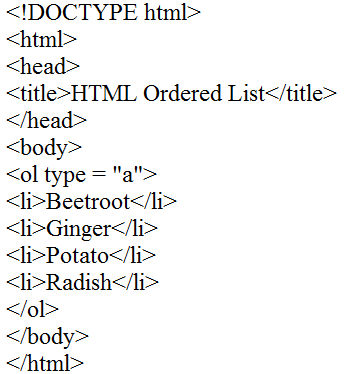 <!DOCTYPE html>
<html>
<head>
<title>HTML Ordered List</title>
</head>
<body>
<ol type = "a">
<li>Beetroot</li>
<li>Ginger</li>
<li>Potato</li>
<li>Radish</li>
</ol>
</body>
</html>